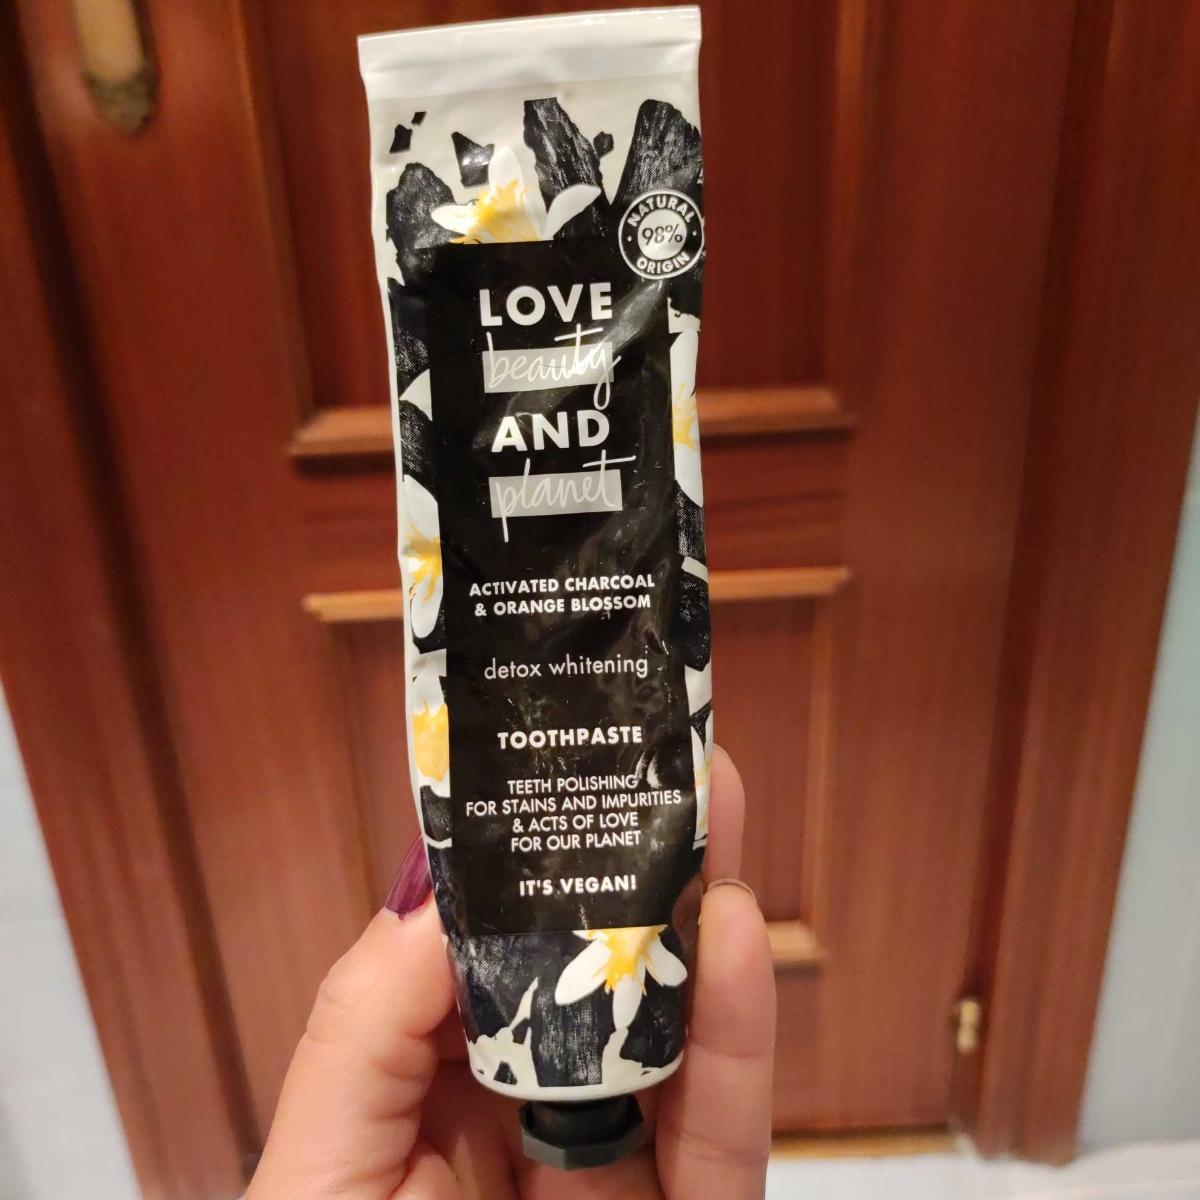 NATURAL
98%
ORIGIN
LOVE
beauty
AND
planet
ACTIVATED CHARCOAL
& ORANGE BLOSSOM
detox whitening
TOOTHPASTE
TEETH POLISHING
FOR STAINS AND IMPURITIES
& ACTS OF LOVE
FOR OUR PLANET
IT'S VEGAN!